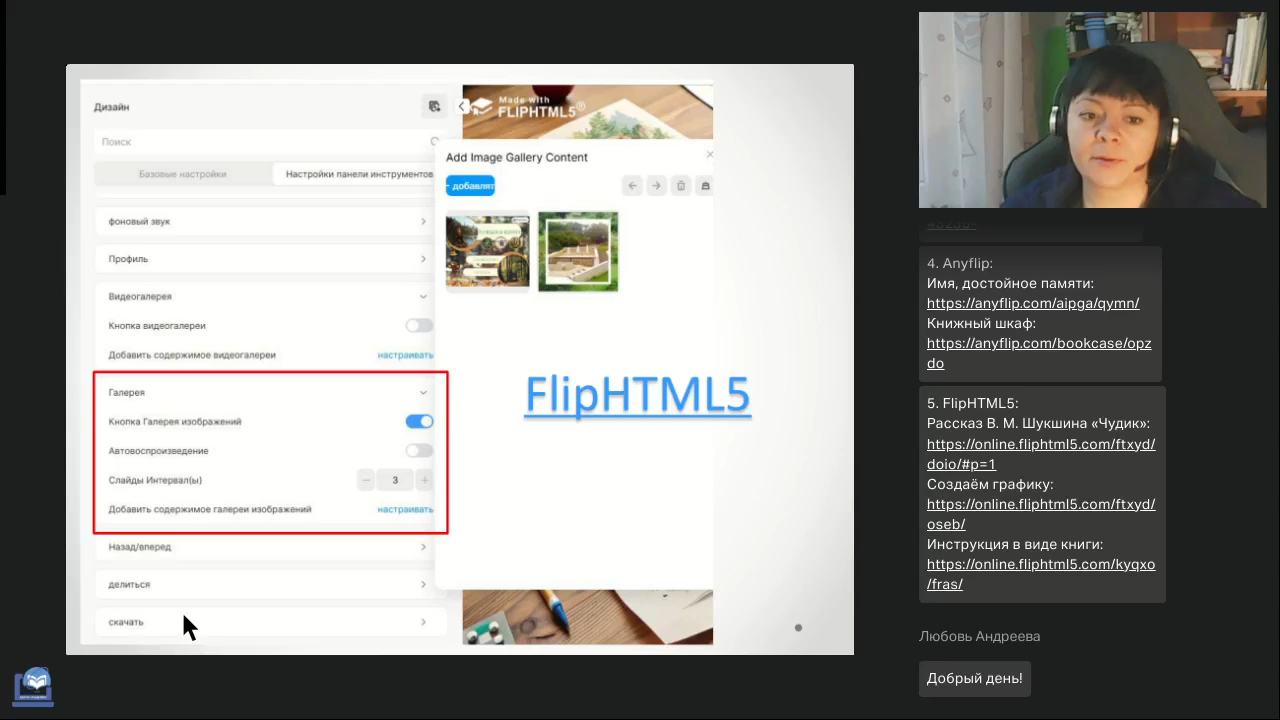 Дизайн
Поиск
Базовые настройки
Настройки панели инструментов
фоновый звук
Профиль
Видеогалерея
Кнопка видеогалереи
Добавить содержимое видеогалереи
настраивать
Галерея
Кнопка Галерея изображений
Автовоспроизведение
Слайды Интервал(ы)
3
Добавить содержимое галереи изображений
настраивать
Назад/вперед
делиться
скачать
Made with
FLIPHTML5®
Add Image Gallery Content
добавлят
FlipHTML5
4. Anyflip:
Имя, достойное памяти:
https://anyflip.com/aipga/qymn/
Книжный шкаф:
https://anyflip.com/bookcase/opz
do
5. FlipHTML5:
Рассказ В. М. Шукшина «Чудик»:
https://online.fliphtml5.com/ftxyd/
doio/#p=1
Создаём графику:
https://online.fliphtml5.com/ftxyd/
oseb/
Инструкция в виде книги:
https://online.fliphtml5.com/kyqxo
/fras/
Любовь Андреева
Добрый день!